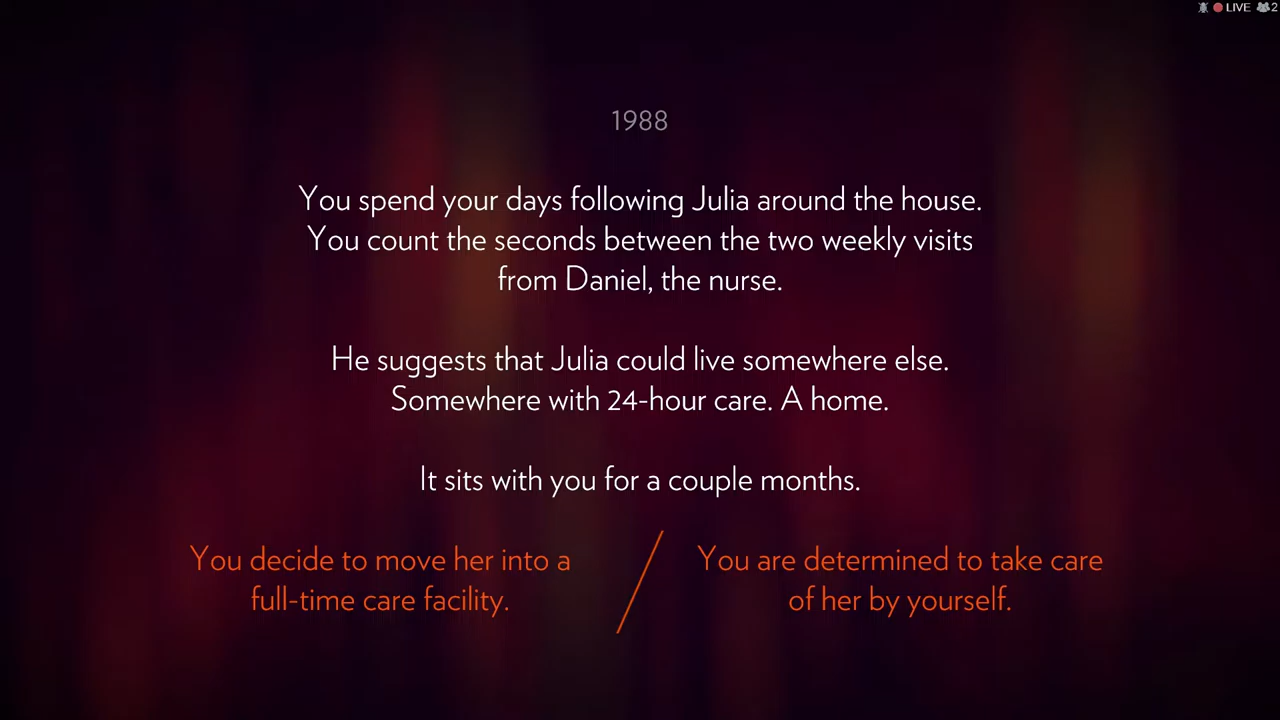 LIVE 2
1988
You spend your days following Julia around the house.
You count the seconds between the two weekly visits
from Daniel, the nurse.
He suggests that Julia could live somewhere else.
Somewhere with 24-hour care. A home.
It sits with you for a couple months.
You decide to move her into a
full-time care facility.
You are determined to take care
of her by yourself.